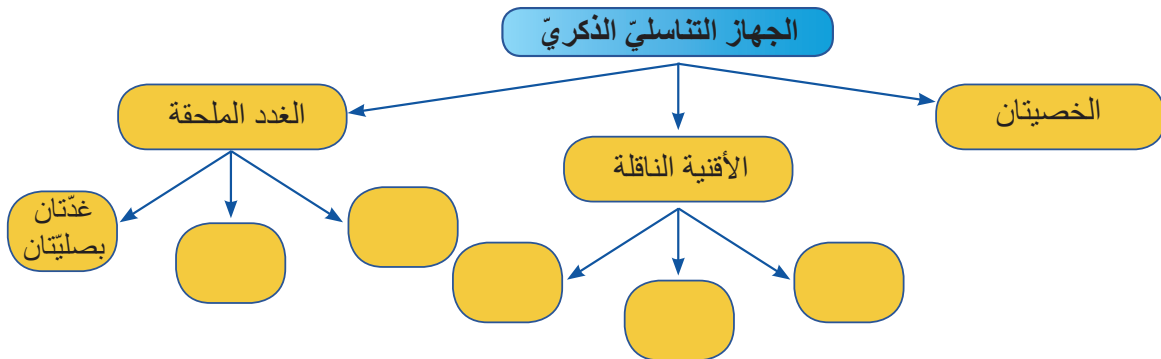 الجهاز التناسليّ الذكريّ
الخصيتان
الأقنية الناقلة
الغدد الملحقة
غدّتان
بصليّتان